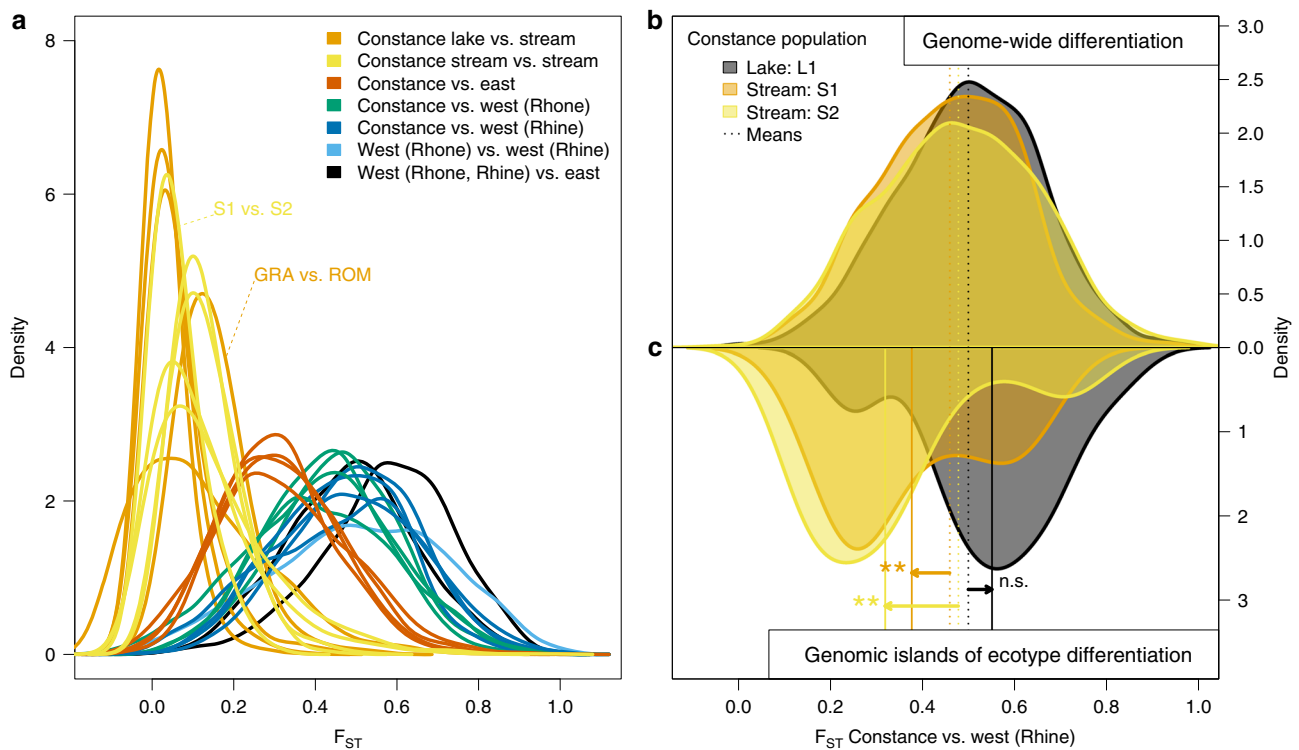 a
Density
8
6
4
2
0
0.0 0.2 0.4 0.6 0.8 1.0
FST
Constance lake vs. stream
Constance stream vs. stream
Constance vs. east
Constance vs. west (Rhone)
Constance vs. west (Rhine)
West (Rhone) vs. west (Rhine)
West (Rhone, Rhine) vs. east
S1 vs. S2
GRA vs. ROM
b
Genome-wide differentiation
Constance population
Lake: L1
Stream: S1
Stream: S2
Means
3.0
2.5
2.0
1.5
1.0
0.5
0.0
Density
c
1
2
3
**
n.s.
**
Genomic islands of ecotype differentiation
0.0 0.2 0.4 0.6 0.8 1.0
FST Constance vs. west (Rhine)